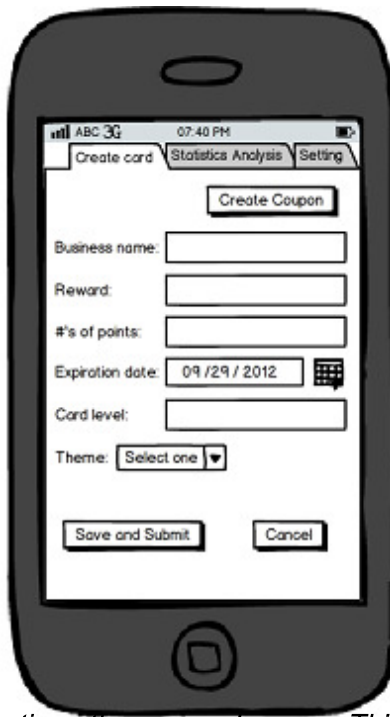 ABC 3G 07:40 PM
Create card Statistics Analysis Setting
Create Coupon
Business name:
Reward:
#'s of points:
Expiration date: 09 /29 / 2012
Card level:
Theme: Select one
Save and Submit Cancel